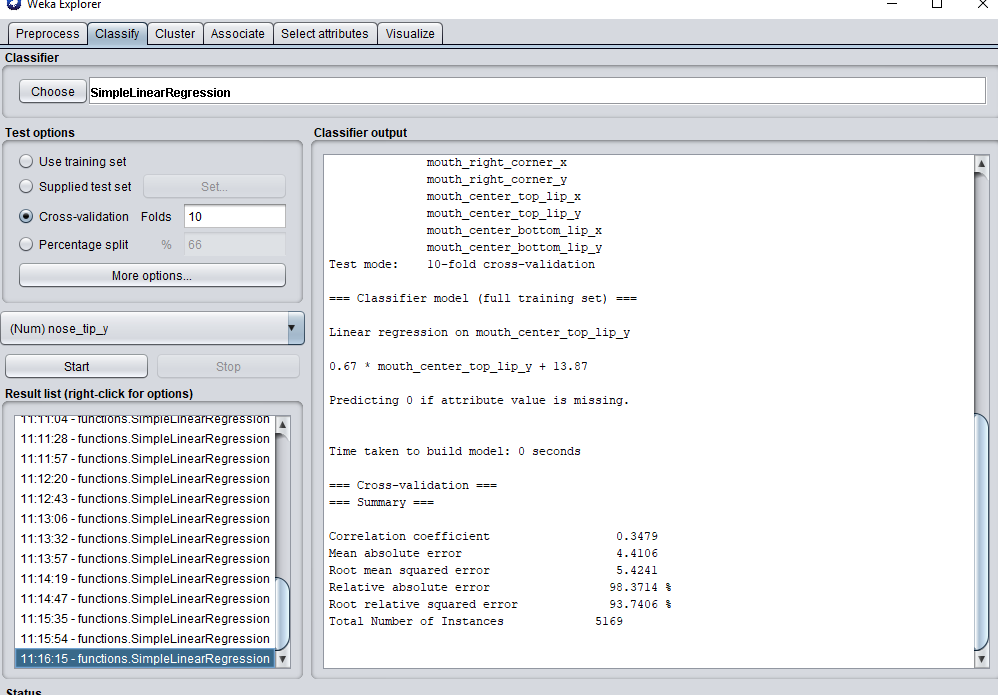 Weka Explorer
Preprocess Classify Cluster Associate Select attributes Visualize
Classifier
Choose SimpleLinearRegression
Test options
Use training set
Supplied test set Set...
Cross-validation Folds 10
Percentage split % 66
More options...
(Num) nose_tip_y
Start Stop
Result list (right-click for options)
11:11:04 - functions.SimpleLinearRegression
11:11:28 - functions.SimpleLinearRegression
11:11:57 - functions.SimpleLinearRegression
11:12:20 - functions.SimpleLinearRegression
11:12:43 - functions.SimpleLinearRegression
11:13:06 - functions.SimpleLinearRegression
11:13:32 - functions.SimpleLinearRegression
11:13:57 - functions.SimpleLinearRegression
11:14:19 - functions.SimpleLinearRegression
11:14:47 - functions.SimpleLinearRegression
11:15:35 - functions.SimpleLinearRegression
11:15:54 - functions.SimpleLinearRegression
11:16:15 - functions.SimpleLinearRegression
Classifier output
mouth_right_corner_x
mouth_right_corner_y
mouth_center_top_lip_x
mouth_center_top_lip_y
mouth_center_bottom_lip_x
mouth_center_bottom_lip_y
Test mode: 10-fold cross-validation
=== Classifier model (full training set) ===
Linear regression on mouth_center_top_lip_y
0.67 * mouth_center_top_lip_y + 13.87
Predicting 0 if attribute value is missing.
Time taken to build model: 0 seconds
=== Cross-validation ===
=== Summary ===
Correlation coefficient 0.3479
Mean absolute error 4.4106
Root mean squared error 5.4241
Relative absolute error 98.3714 %
Root relative squared error 93.7406 %
Total Number of Instances 5169
Status